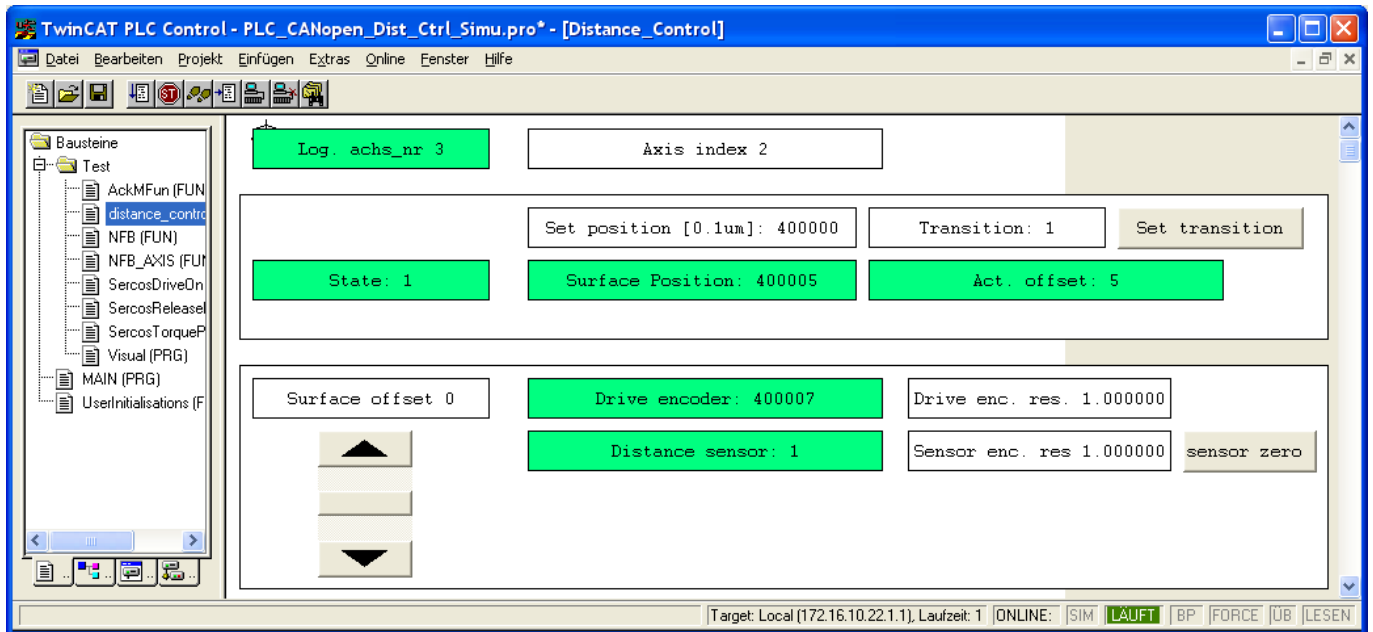 TwinCAT PLC Control - PLC_CANopen_Dist_Ctrl_Simu.pro* - [Distance_Control]
Datei Bearbeiten Projekt Einfügen Extras Online Fenster Hilfe
Bausteine
Test
AckMFun (FUN
distance_contro
NFB (FUN)
NFB_AXIS (FUN
SercosDriveOn
SercosReleasel
SercosTorqueP
Visual (PRG)
MAIN (PRG)
UserInitialisations (F
Log. achs_nr 3 Axis index 2
Set position [0.1um]: 400000 Transition: 1 Set transition
State: 1 Surface Position: 400005 Act. offset: 5
Surface offset 0 Drive encoder: 400007 Drive enc. res. 1.000000
Distance sensor: 1 Sensor enc. res 1.000000 sensor zero
Target: Local (172.16.10.22.1.1), Laufzeit: 1 ONLINE: SIM LÄUFT BP FORCE ÜB LESEN